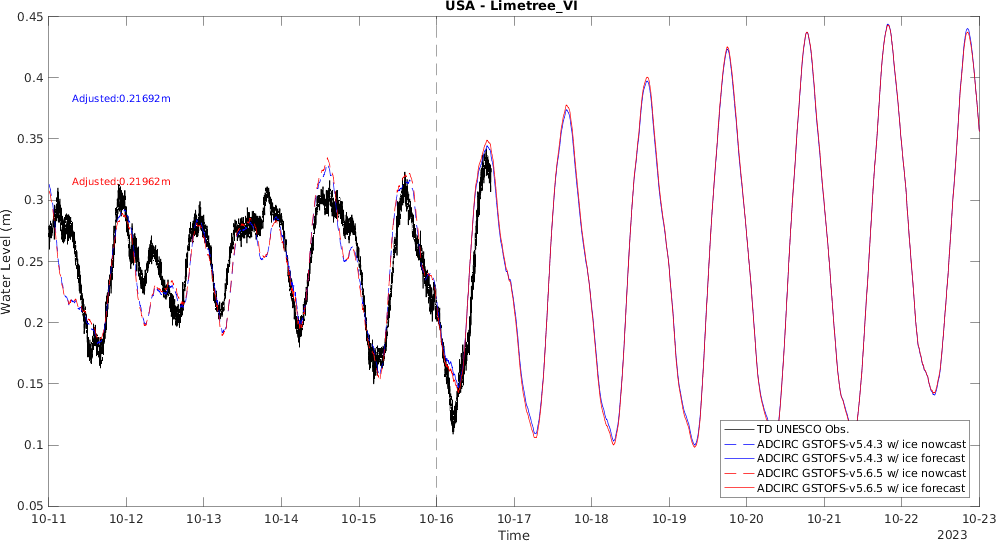 USA - Limetree_VI
0.45
0.4
0.35
0.3
0.25
0.2
0.15
0.1
0.05
Water Level (m)
Adjusted:0.21692m
Adjusted:0.21962m
TD UNESCO Obs.
ADCIRC GSTOFS-v5.4.3 w/ ice nowcast
ADCIRC GSTOFS-v5.4.3 w/ ice forecast
ADCIRC GSTOFS-v5.6.5 w/ ice nowcast
ADCIRC GSTOFS-v5.6.5 w/ ice forecast
10-11 10-12 10-13 10-14 10-15 10-16 10-17 10-18 10-19 10-20 10-21 10-22 10-23
Time
2023